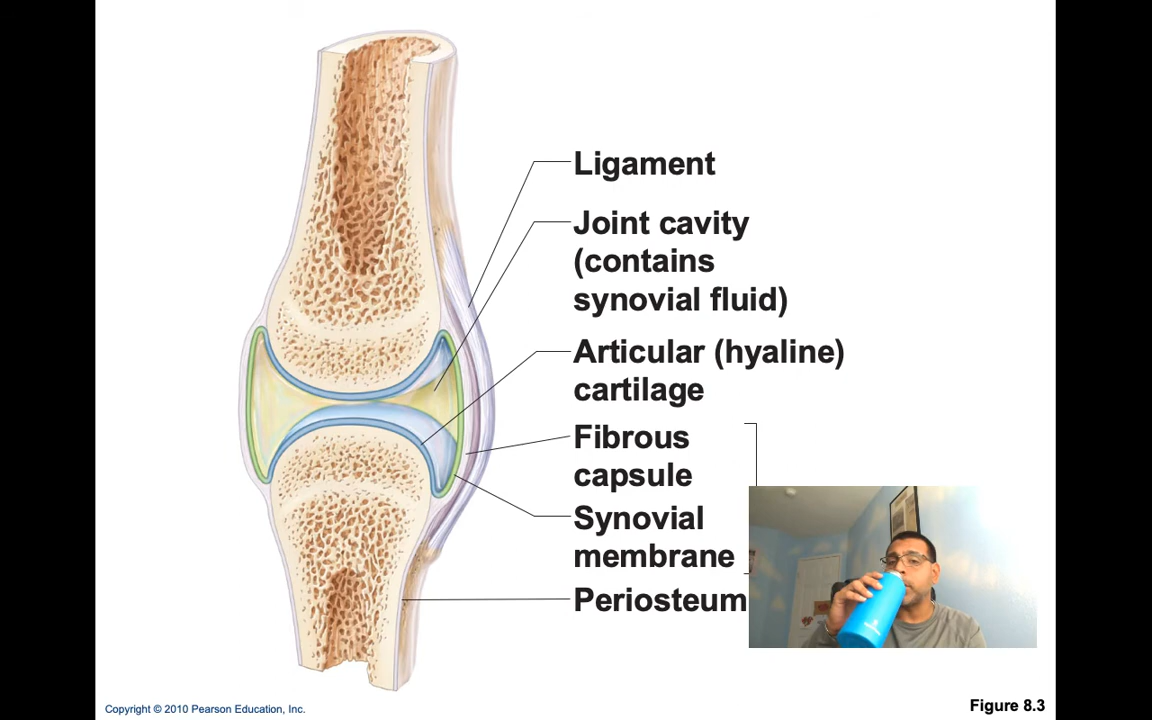 Ligament
Joint cavity
(contains
synovial fluid)
Articular (hyaline)
cartilage
Fibrous
capsule
Synovial
membrane
Periosteum
Copyright © 2010 Pearson Education, Inc.
Figure 8.3